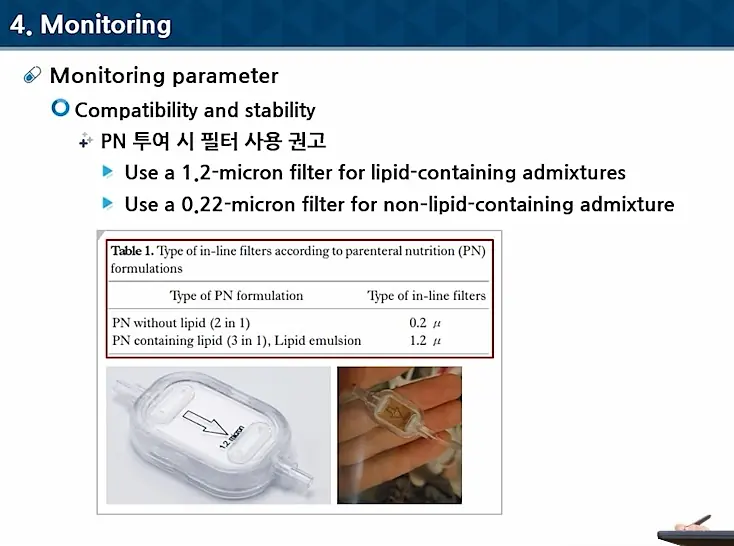 4. Monitoring
Monitoring parameter
Compatibility and stability
PN 투여 시 필터 사용 권고
Use a 1.2-micron filter for lipid-containing admixtures
Use a 0.22-micron filter for non-lipid-containing admixture
Table 1. Type of in-line filters according to parenteral nutrition (PN)
formulations
Type of PN formulation Type of in-line filters
PN without lipid (2 in 1) 0.2 μ
PN containing lipid (3 in 1), Lipid emulsion 1.2 μ
1.2 micron